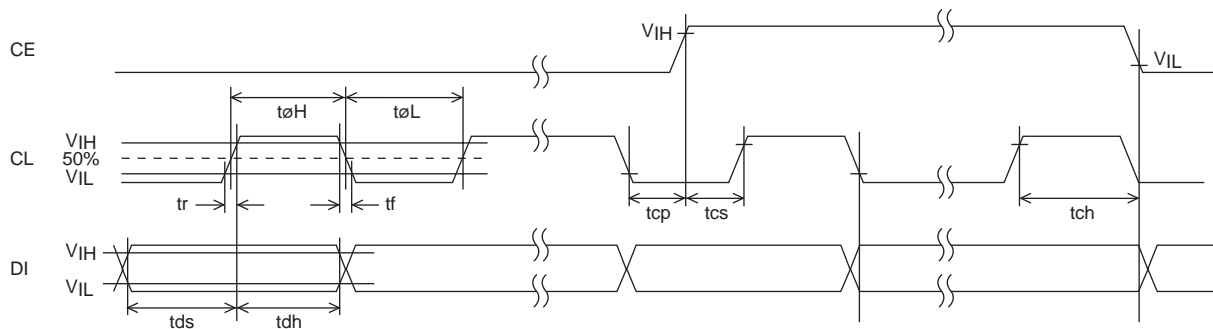 CE
VIH
VIL
tøH
tøL
CL
VIH
50%
VIL
tr
tf
tcp
tcs
tch
DI
VIH
VIL
tds
tdh